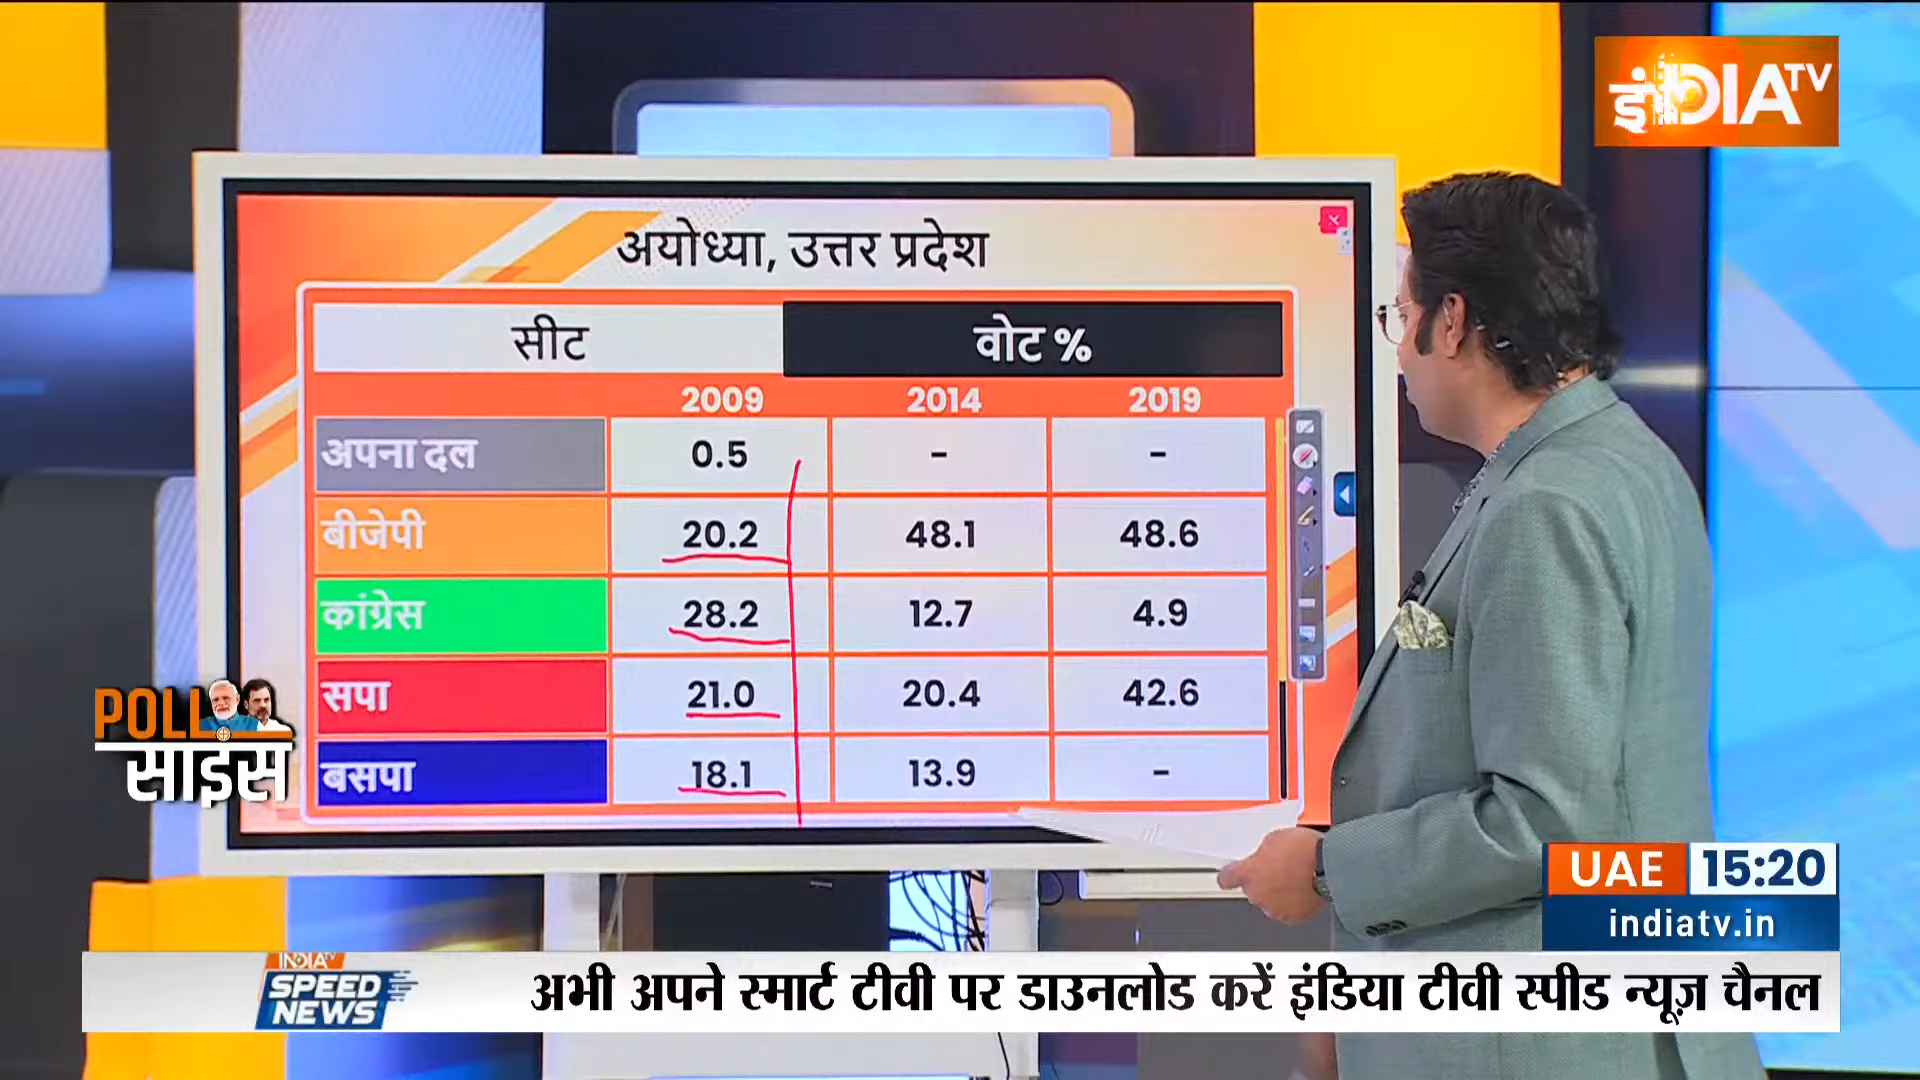 इंDIA TV
अयोध्या, उत्तर प्रदेश
सीट वोट %
2009 2014 2019
अपना दल 0.5 - -
बीजेपी 20.2 48.1 48.6
कांग्रेस 28.2 12.7 4.9
सपा 21.0 20.4 42.6
बसपा 18.1 13.9 -
POLL
साइंस
UAE 15:20
indiatv.in
INDIA TV
SPEED
NEWS
अभी अपने स्मार्ट टीवी पर डाउनलोड करें इंडिया टीवी स्पीड न्यूज़ चैनल